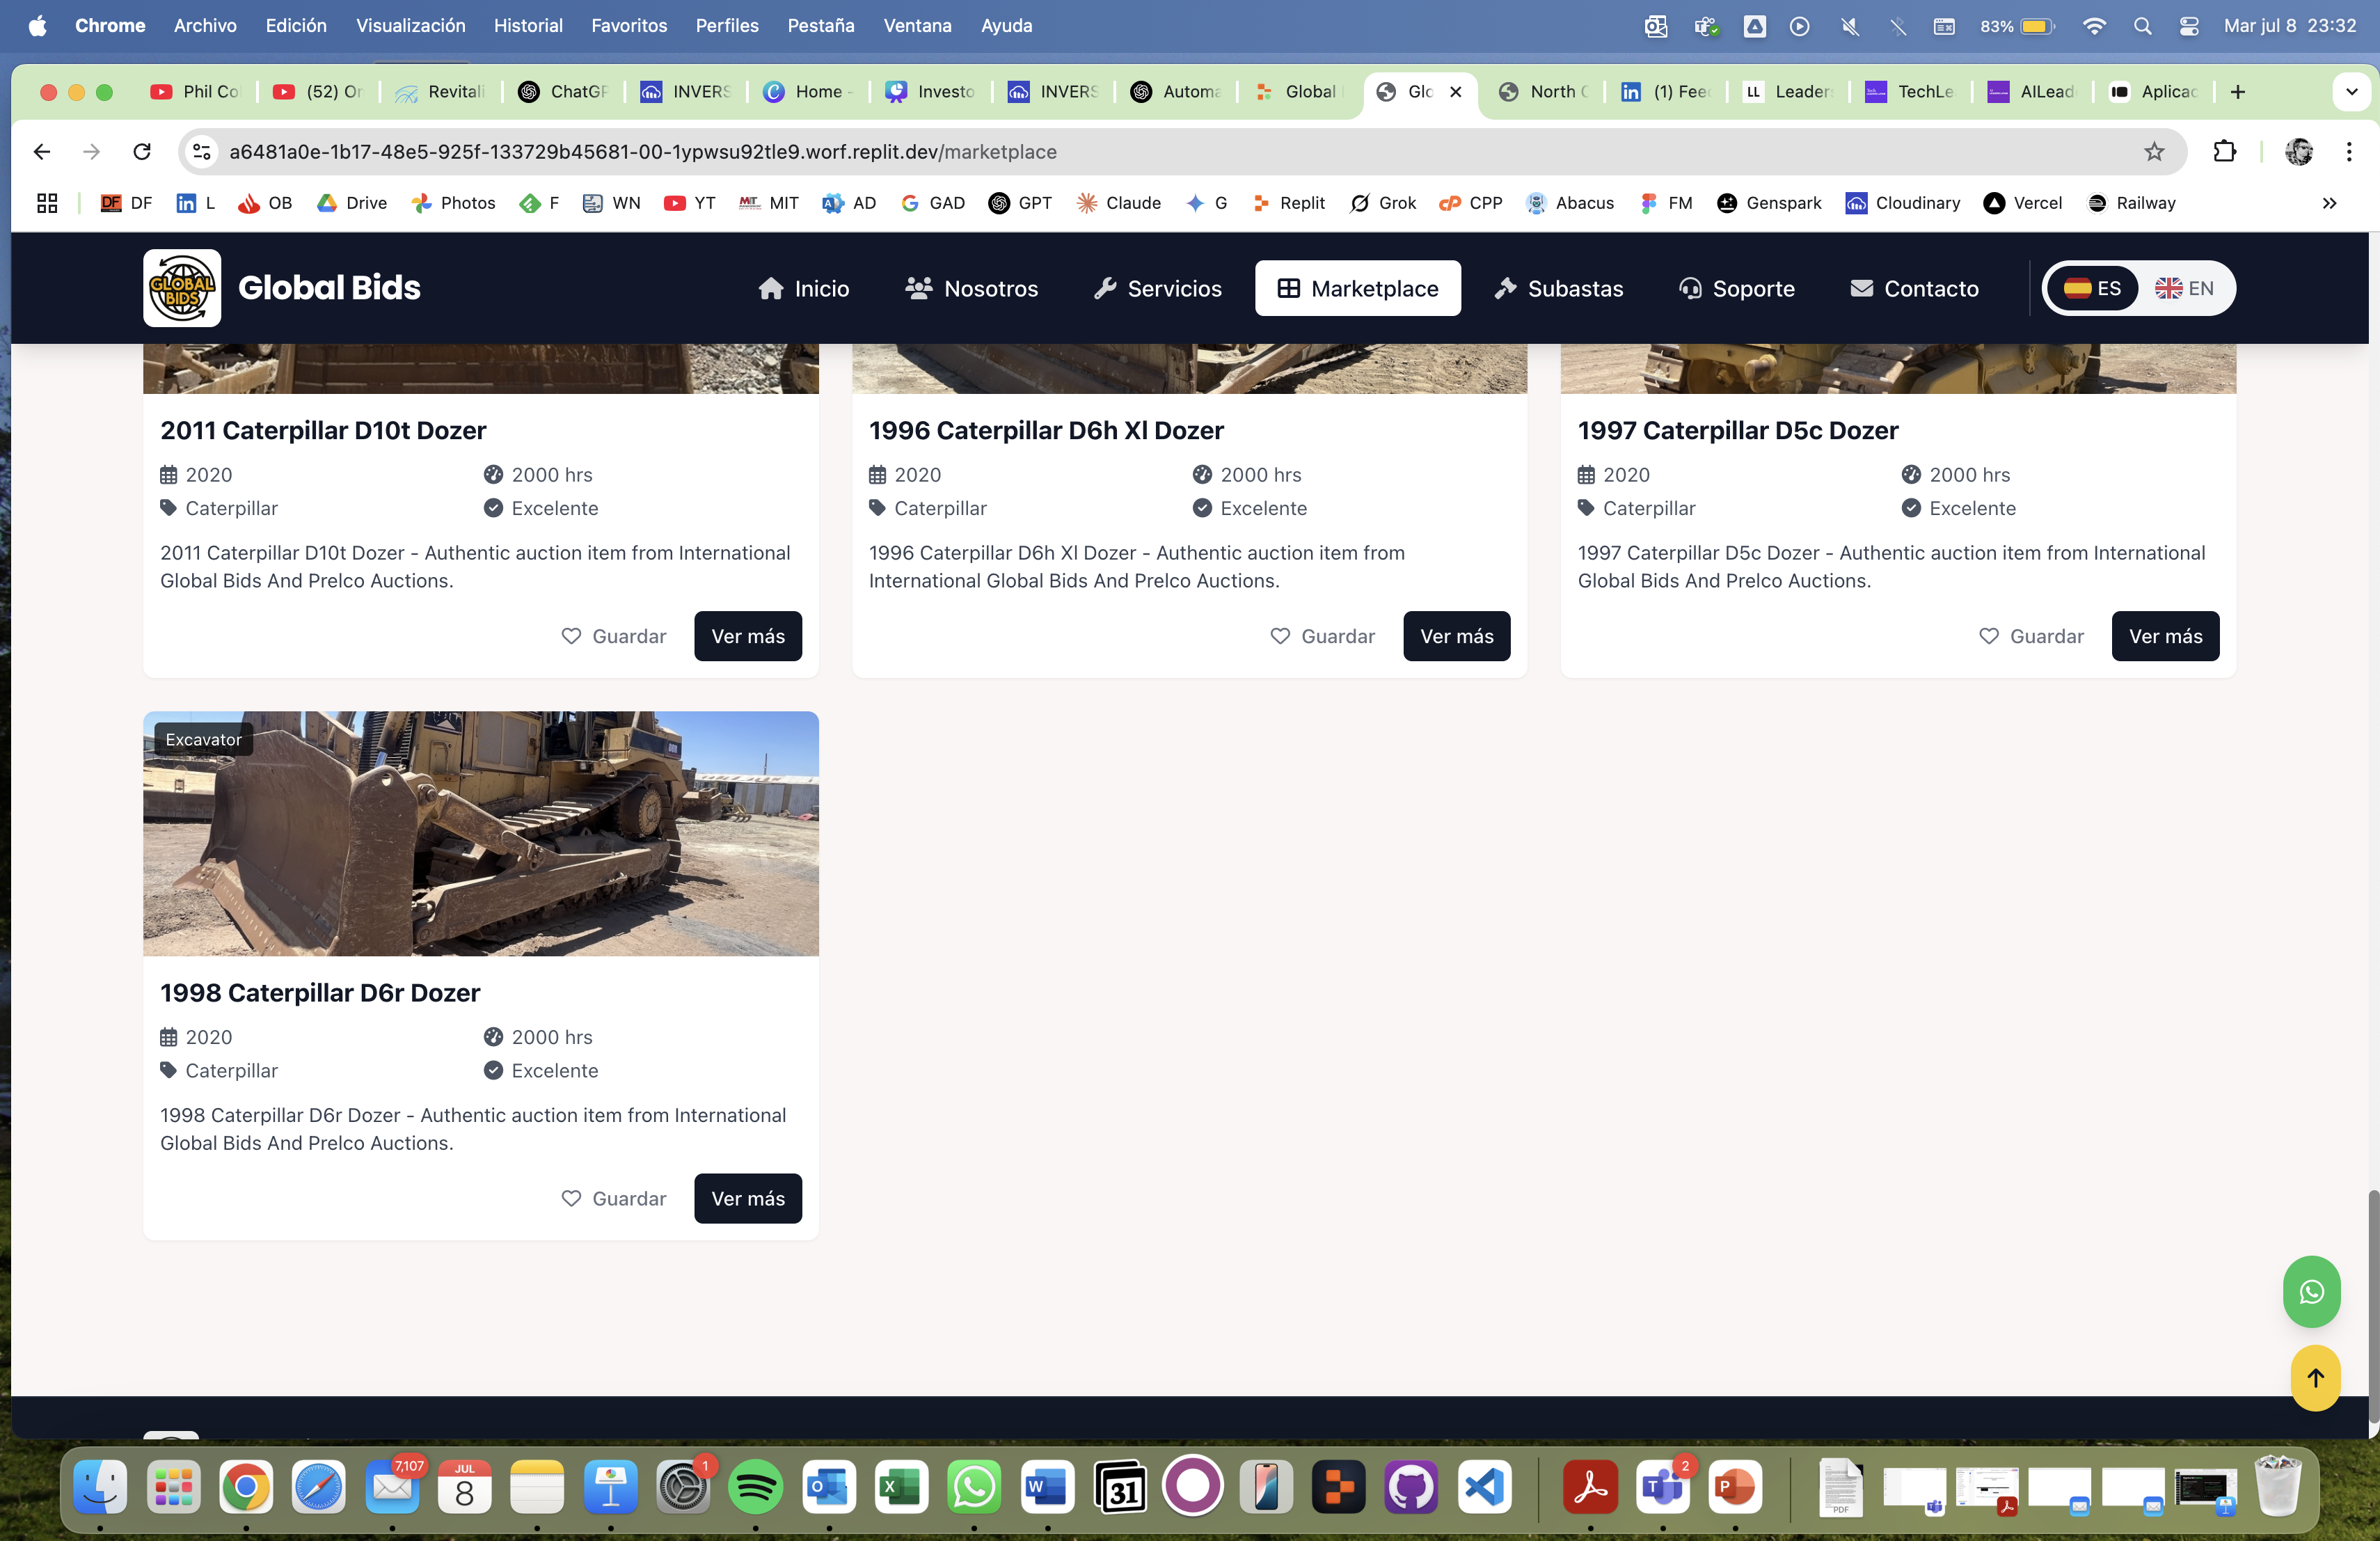 Chrome Archivo Edición Visualización Historial Favoritos Perfiles Pestaña Ventana Ayuda 83% Mar jul 8 23:32
Phil Co (52) Or Revitali ChatGP INVERS Home - Investo INVERS Automa Global Glo North C (1) Feed LL Leader TechLe AILead Aplicac
a6481a0e-1b17-48e5-925f-133729b45681-00-1ypwsu92tle9.worf.replit.dev/marketplace
DF DF L OB Drive Photos F WN YT MIT AD GAD GPT Claude G Replit Grok CPP Abacus FM Genspark Cloudinary Vercel Railway
GLOBAL BIDS Global Bids Inicio Nosotros Servicios Marketplace Subastas Soporte Contacto ES EN
2011 Caterpillar D10t Dozer
2020 2000 hrs
Caterpillar Excelente
2011 Caterpillar D10t Dozer - Authentic auction item from International
Global Bids And Prelco Auctions.
Guardar Ver más
1996 Caterpillar D6h Xl Dozer
2020 2000 hrs
Caterpillar Excelente
1996 Caterpillar D6h Xl Dozer - Authentic auction item from
International Global Bids And Prelco Auctions.
Guardar Ver más
1997 Caterpillar D5c Dozer
2020 2000 hrs
Caterpillar Excelente
1997 Caterpillar D5c Dozer - Authentic auction item from International
Global Bids And Prelco Auctions.
Guardar Ver más
Excavator
1998 Caterpillar D6r Dozer
2020 2000 hrs
Caterpillar Excelente
1998 Caterpillar D6r Dozer - Authentic auction item from International
Global Bids And Prelco Auctions.
Guardar Ver más
7,107 JUL 8 1 31 2 PDF